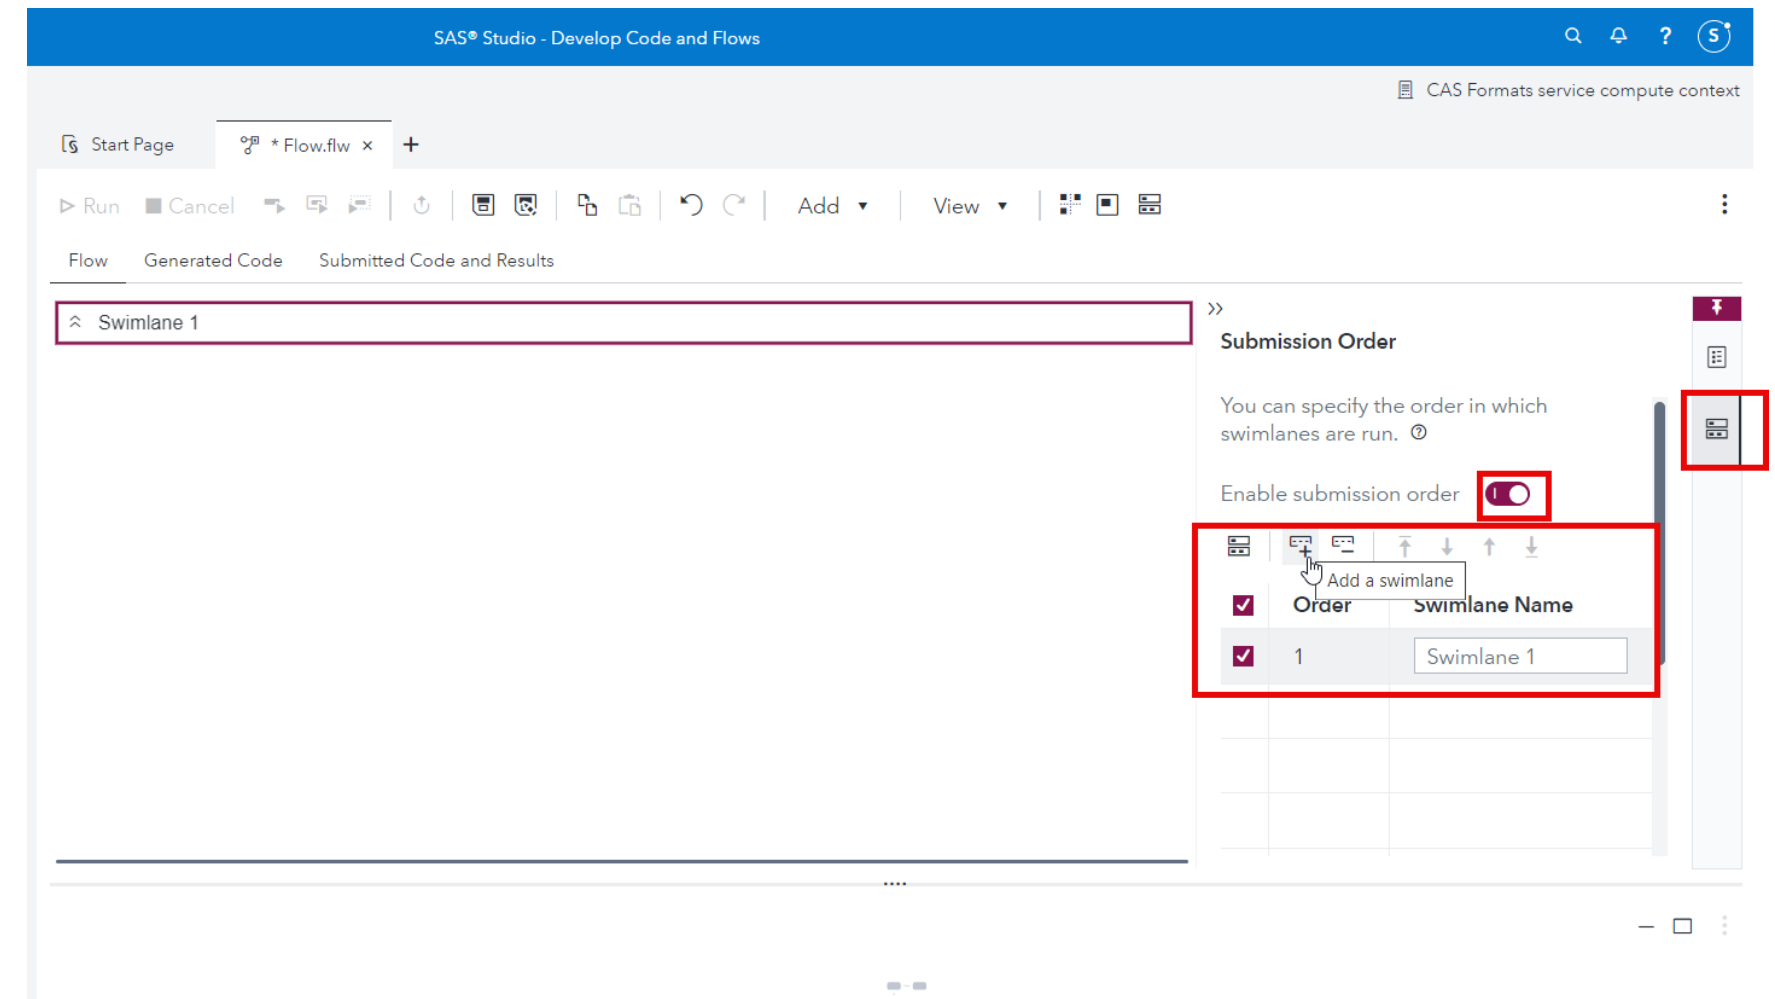 SAS® Studio - Develop Code and Flows
? S
CAS Formats service compute context
Start Page * Flow.flw × +
Run Cancel Add View
Flow Generated Code Submitted Code and Results
Swimlane 1
Submission Order
You can specify the order in which
swimlanes are run. ?
Enable submission order
Add a swimlane
Order Swimlane Name
1 Swimlane 1